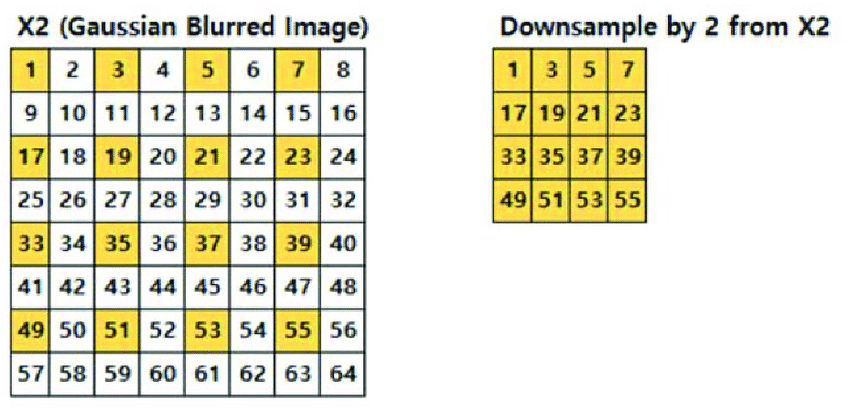 X2 (Gaussian Blurred Image)
1 2 3 4 5 6 7 8
9 10 11 12 13 14 15 16
17 18 19 20 21 22 23 24
25 26 27 28 29 30 31 32
33 34 35 36 37 38 39 40
41 42 43 44 45 46 47 48
49 50 51 52 53 54 55 56
57 58 59 60 61 62 63 64
Downsample by 2 from X2
1 3 5 7
17 19 21 23
33 35 37 39
49 51 53 55